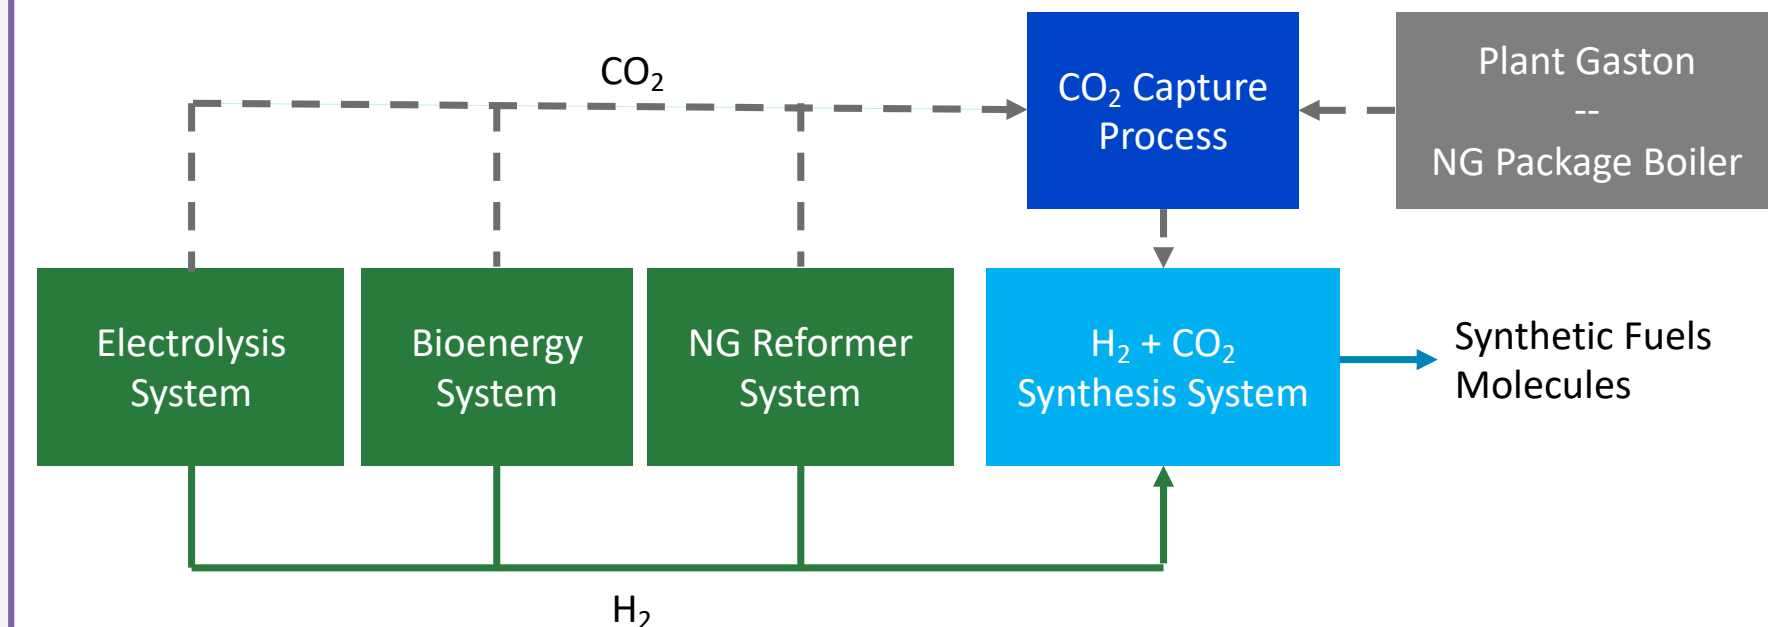 CO₂
CO₂ Capture
Process
Plant Gaston
--
NG Package Boiler
Electrolysis
System
Bioenergy
System
NG Reformer
System
H₂ + CO₂
Synthesis System
Synthetic Fuels
Molecules
H₂